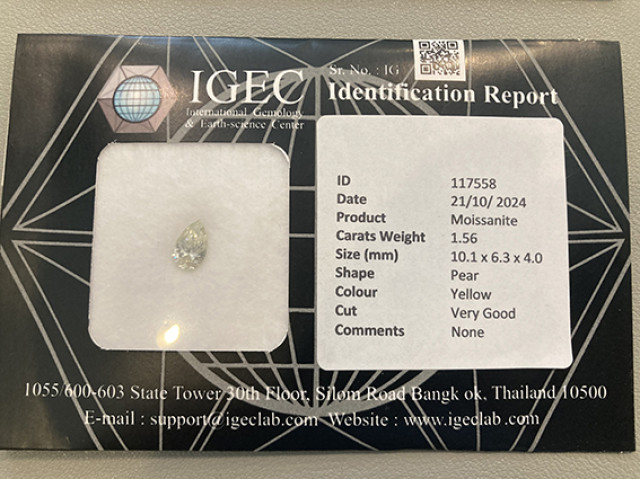 IGEC
International Gemology
& Earth-science Center
Sr. No. : IG
Identification Report
ID 117558
Date 21/10/ 2024
Product Moissanite
Carats Weight 1.56
Size (mm) 10.1 x 6.3 x 4.0
Shape Pear
Colour Yellow
Cut Very Good
Comments None
1055/600-603 State Tower 30th Floor, Silom Road Bangk ok, Thailand 10500
E-mail : support@igeclab.com Website : www.igeclab.com